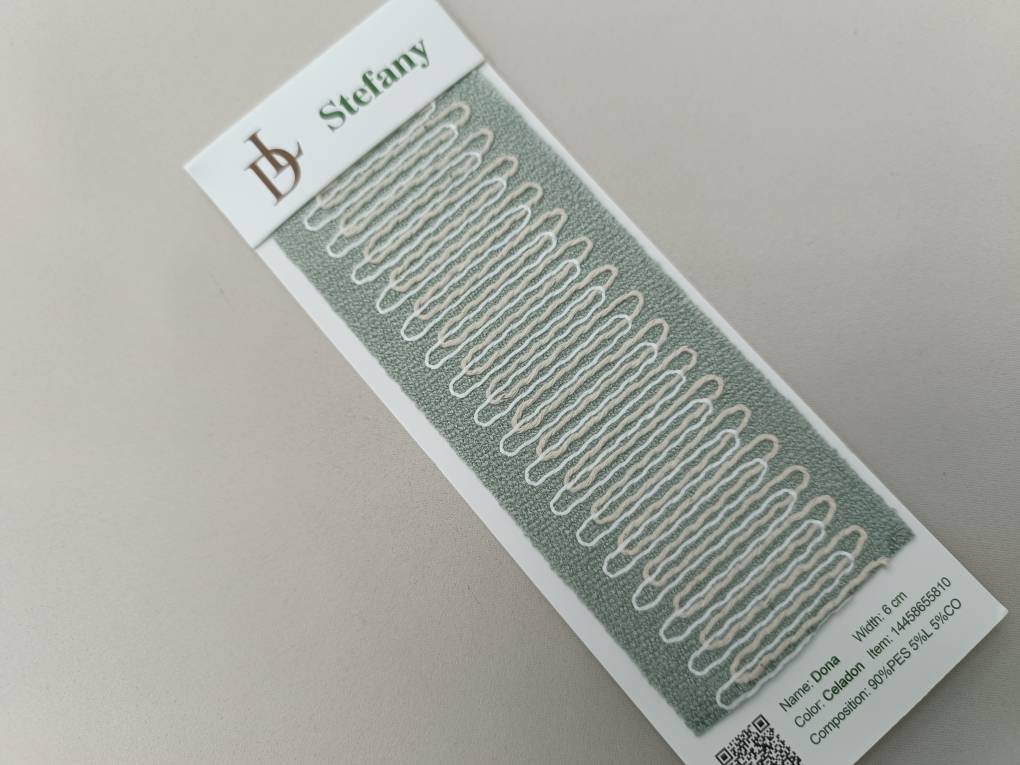 DL
Stefany
Name: Dona Width: 6 cm
Color: Celadon Item: 14458655810
Composition: 90%PES 5%L 5%CO